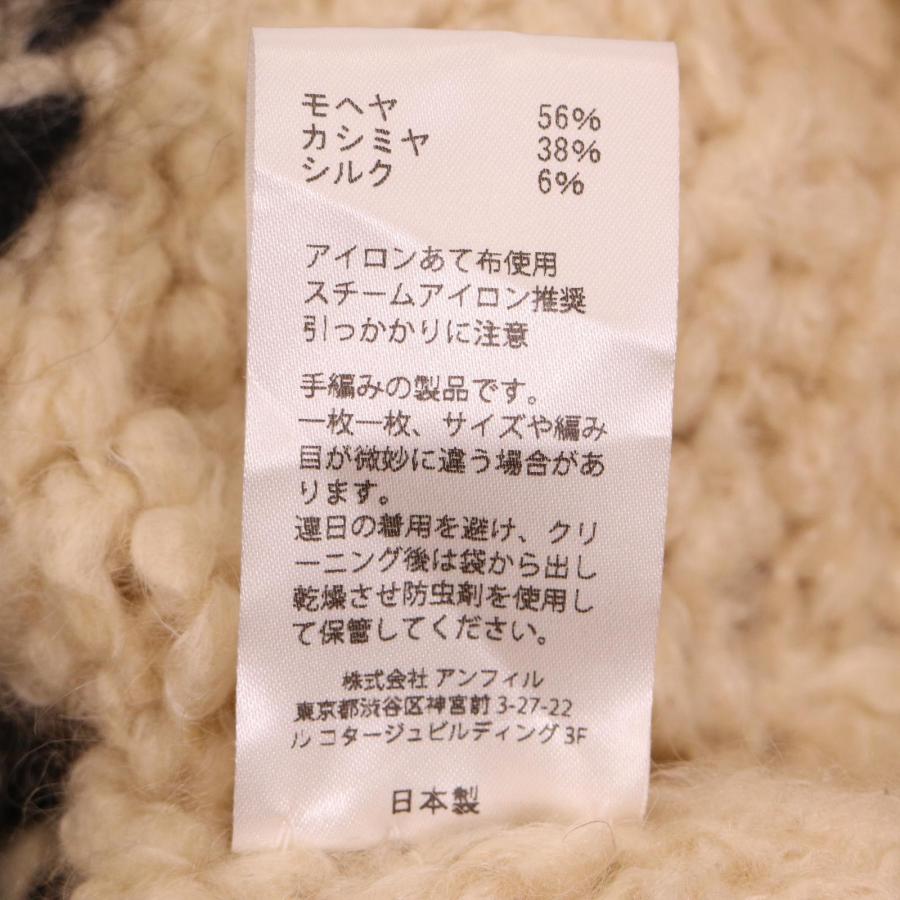 モヘヤ 56%
カシミヤ 38%
シルク 6%
アイロンあて布使用
スチームアイロン推奨
引っかかりに注意
手編みの製品です。
一枚一枚、サイズや編み
目が微妙に違う場合があ
ります。
連日の着用を避け、クリ
ーニング後は袋から出し
乾燥させ防虫剤を使用し
て保管してください。
株式会社 アンフィル
東京都渋谷区神宮前 3-27-22
ル コタージュビルディング 3F
日本製